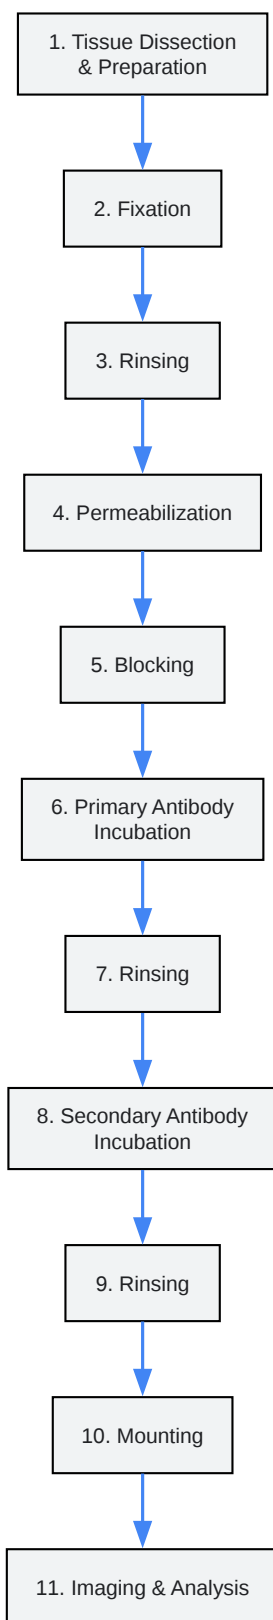 1. Tissue Dissection
& Preparation
2. Fixation
3. Rinsing
4. Permeabilization
5. Blocking
6. Primary Antibody
Incubation
7. Rinsing
8. Secondary Antibody
Incubation
9. Rinsing
10. Mounting
11. Imaging & Analysis